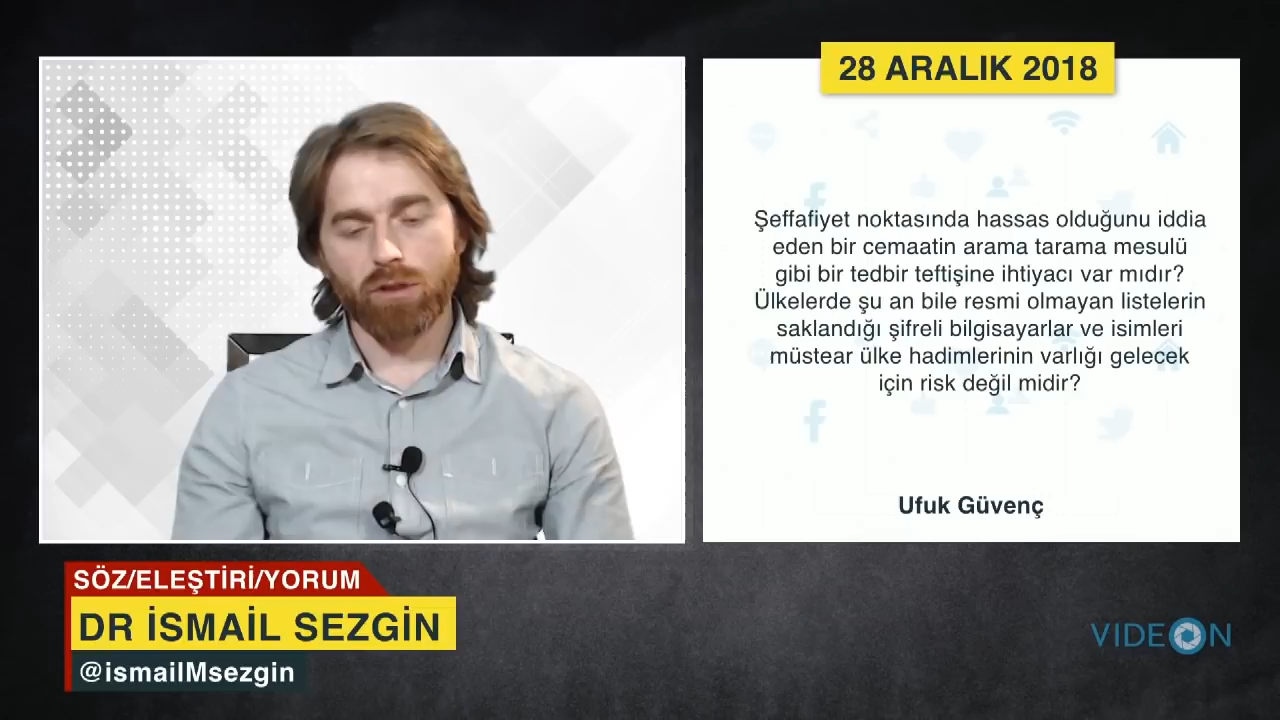 28 ARALIK 2018
Şeffafiyet noktasında hassas olduğunu iddia
eden bir cemaatin arama tarama mesulü
gibi bir tedbir teftişine ihtiyacı var mıdır?
Ülkelerde şu an bile resmi olmayan listelerin
saklandığı şifreli bilgisayarlar ve isimleri
müstear ülke hadimlerinin varlığı gelecek
için risk değil midir?
Ufuk Güvenç
SÖZ/ELEŞTİRİ/YORUM
DR İSMAİL SEZGİN
@ismailMsezgin
VIDEON